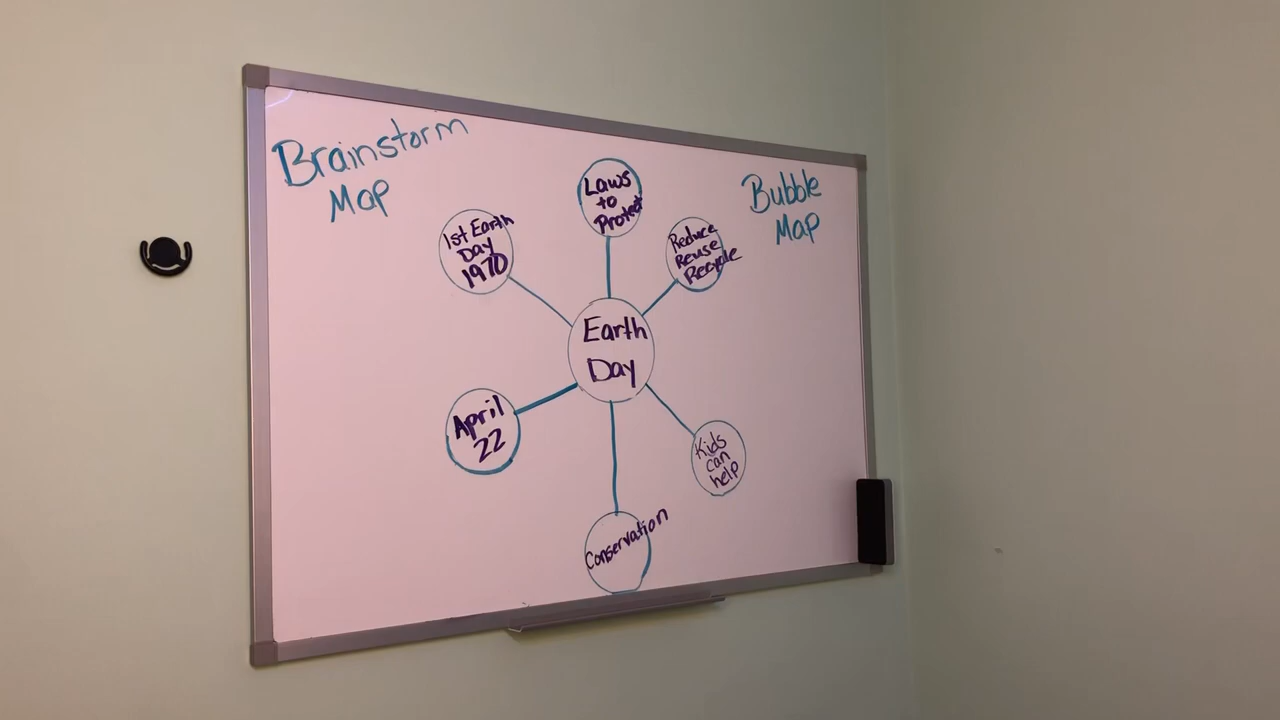 Brainstorm
Map
Bubble
Map
Laws
to
Protect
1st Earth
Day
1970
Reduce
Reuse
Recycle
Earth
Day
April
22
Kids
can
help
Conservation